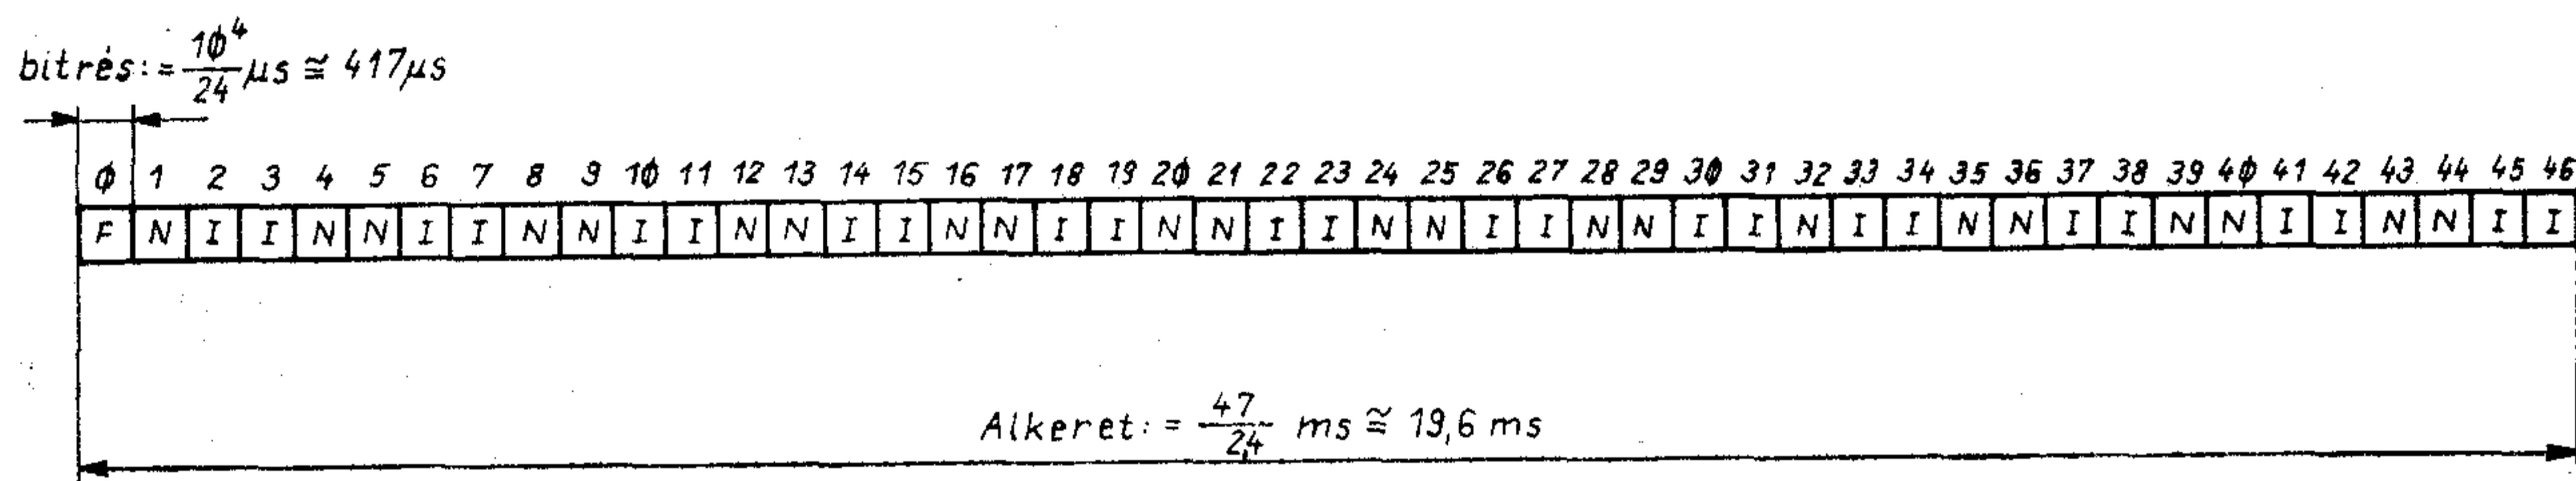 bitrés:= 10⁴/24 µs ≅ 417µs
0 1 2 3 4 5 6 7 8 9 10 11 12 13 14 15 16 17 18 19 20 21 22 23 24 25 26 27 28 29 30 31 32 33 34 35 36 37 38 39 40 41 42 43 44 45 46
F N I I N N I I N N I I N N I I N N I I N N I I N N I I N N I I N I I N N I I N N I I N N I I
Alkeret:= 47/2,4 ms ≅ 19,6 ms